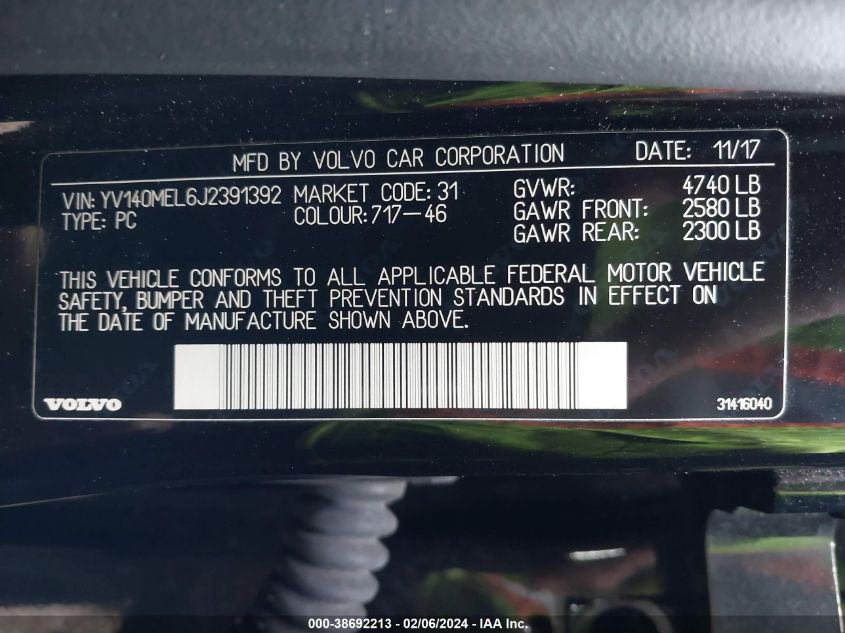 MFD BY VOLVO CAR CORPORATION DATE: 11/17
VIN: YV140MEL6J2391392 MARKET CODE: 31 GVWR: 4740 LB
TYPE: PC COLOUR: 717-46 GAWR FRONT: 2580 LB
GAWR REAR: 2300 LB
THIS VEHICLE CONFORMS TO ALL APPLICABLE FEDERAL MOTOR VEHICLE
SAFETY, BUMPER AND THEFT PREVENTION STANDARDS IN EFFECT ON
THE DATE OF MANUFACTURE SHOWN ABOVE.
VOLVO 31416040
000-38692213 - 02/06/2024 - IAA Inc.